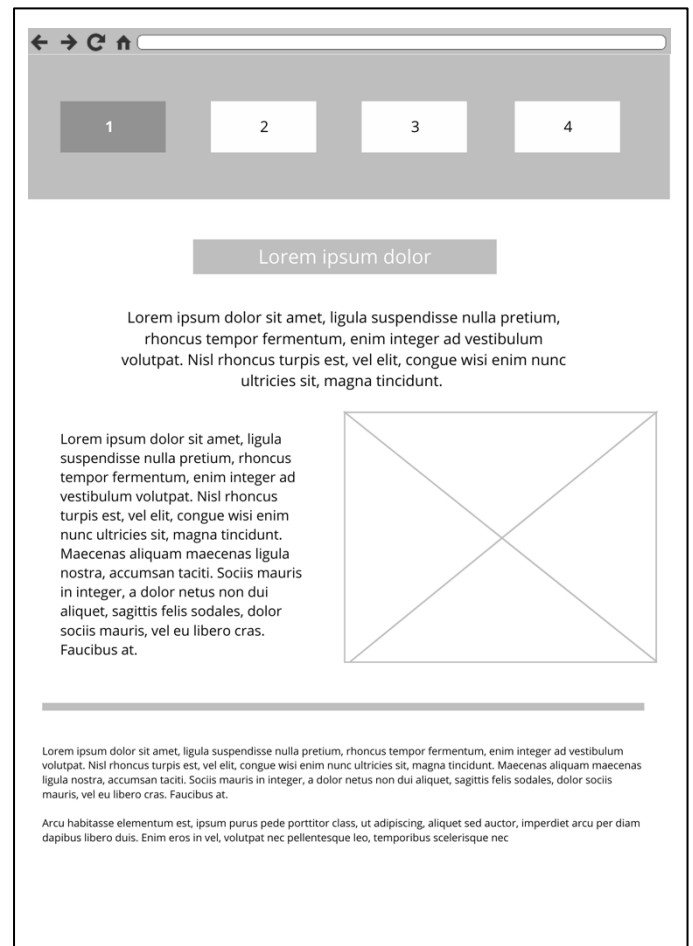 1
2
3
4
Lorem ipsum dolor
Lorem ipsum dolor sit amet, ligula suspendisse nulla pretium,
rhoncus tempor fermentum, enim integer ad vestibulum
volutpat. Nisl rhoncus turpis est, vel elit, congue wisi enim nunc
ultricies sit, magna tincidunt.
Lorem ipsum dolor sit amet, ligula
suspendisse nulla pretium, rhoncus
tempor fermentum, enim integer ad
vestibulum volutpat. Nisl rhoncus
turpis est, vel elit, congue wisi enim
nunc ultricies sit, magna tincidunt.
Maecenas aliquam maecenas ligula
nostra, accumsan taciti. Sociis mauris
in integer, a dolor netus non dui
aliquet, sagittis felis sodales, dolor
sociis mauris, vel eu libero cras.
Faucibus at.
Lorem ipsum dolor sit amet, ligula suspendisse nulla pretium, rhoncus tempor fermentum, enim integer ad vestibulum
volutpat. Nisl rhoncus turpis est, vel elit, congue wisi enim nunc ultricies sit, magna tincidunt. Maecenas aliquam maecenas
ligula nostra, accumsan taciti. Sociis mauris in integer, a dolor netus non dui aliquet, sagittis felis sodales, dolor sociis
mauris, vel eu libero cras. Faucibus at.
Arcu habitasse elementum est, ipsum purus pede porttitor class, ut adipiscing, aliquet sed auctor, imperdiet arcu per diam
dapibus libero duis. Enim eros in vel, volutpat nec pellentesque leo, temporibus scelerisque nec